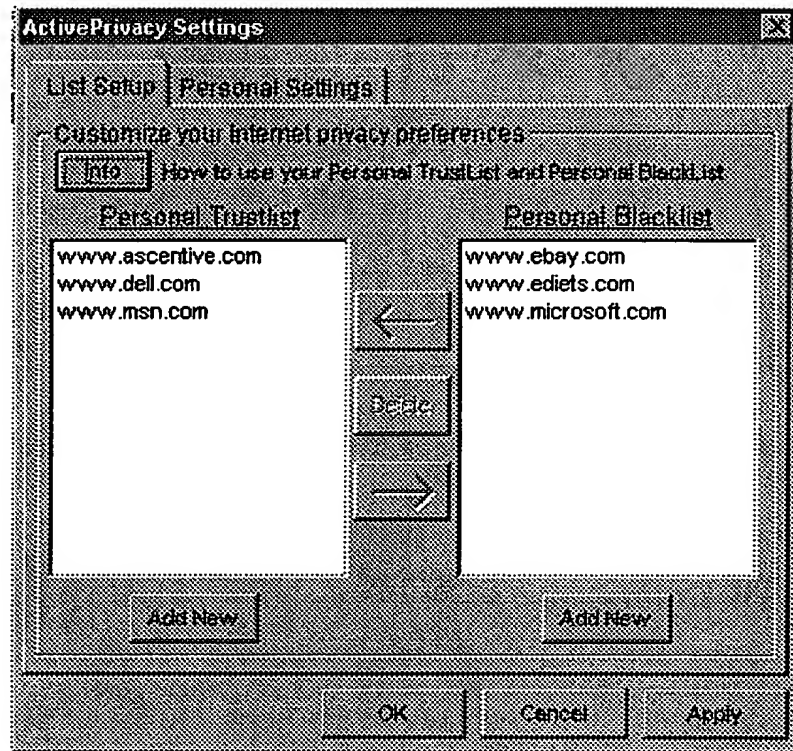 ActivePrivacy Settings
List Setup Personal Settings
Customize your Internet privacy preferences
Info How to use your Personal TrustList and Personal BlackList
Personal Trustlist
Personal Blacklist
www.ascentive.com
www.dell.com
www.msn.com
www.ebay.com
www.ediets.com
www.microsoft.com
Delete
Add New
Add New
OK Cancel Apply